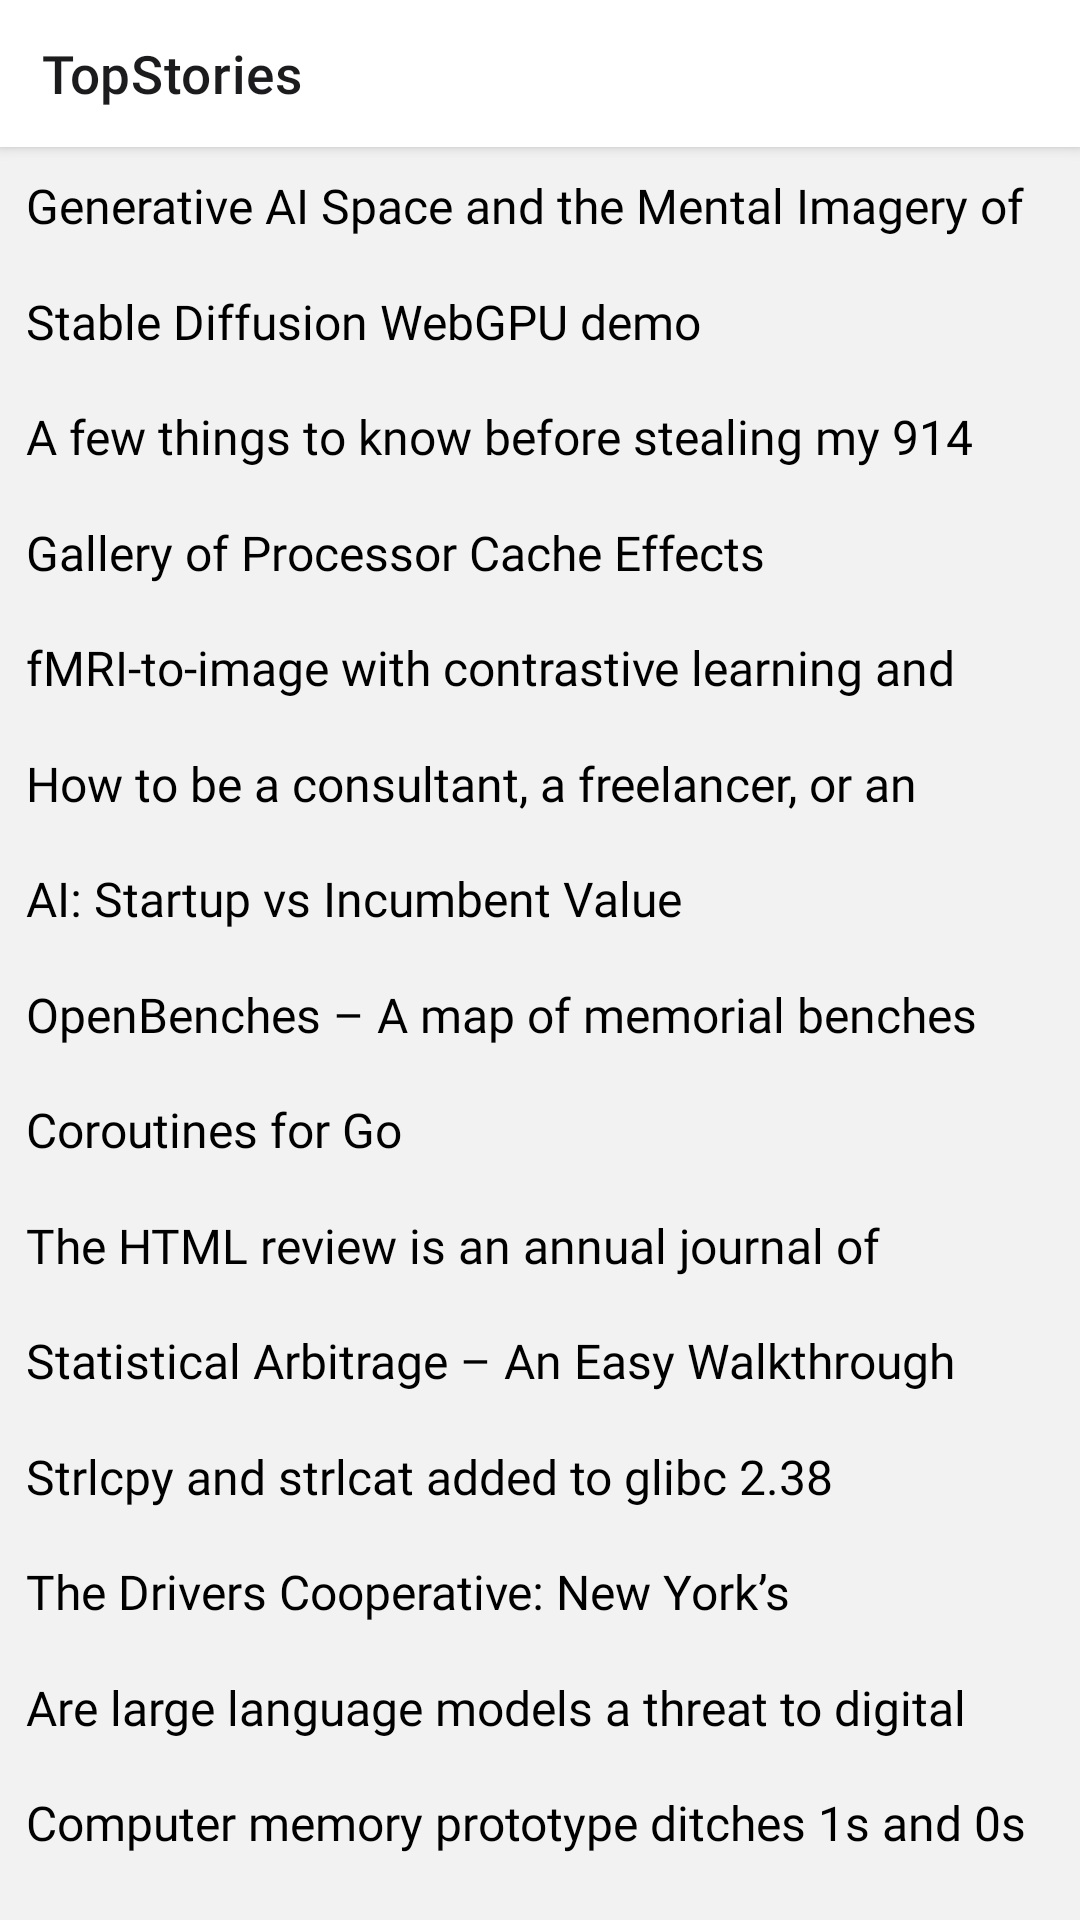 TopStories
Generative AI Space and the Mental Imagery of
Stable Diffusion WebGPU demo
A few things to know before stealing my 914
Gallery of Processor Cache Effects
fMRI-to-image with contrastive learning and
How to be a consultant, a freelancer, or an
AI: Startup vs Incumbent Value
OpenBenches – A map of memorial benches
Coroutines for Go
The HTML review is an annual journal of
Statistical Arbitrage – An Easy Walkthrough
Strlcpy and strlcat added to glibc 2.38
The Drivers Cooperative: New York’s
Are large language models a threat to digital
Computer memory prototype ditches 1s and 0s